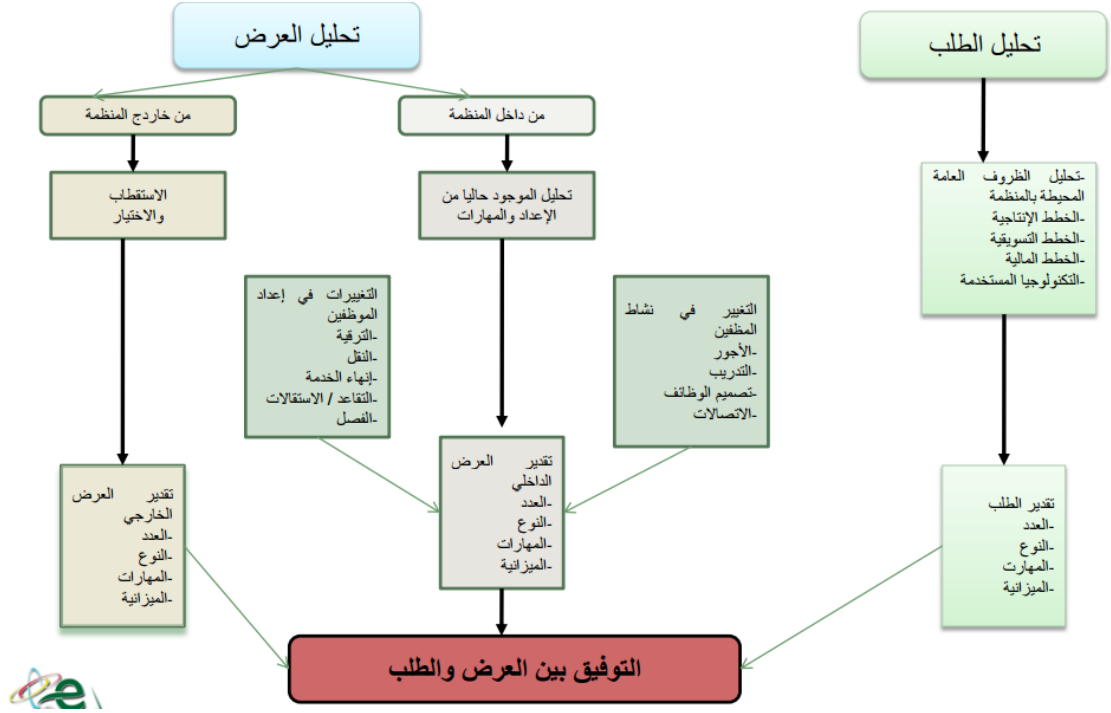 تحليل الطلب
تحليل العرض
من داخل المنظمة
من خاردج المنظمة
-تحليل الظروف العامة
المحيطة بالمنظمة
-الخطط الإنتاجية
-الخطط التسويقية
-الخطط المالية
-التكنولوجيا المستخدمة
تحليل الموجود حاليا من
الإعداد والمهارات
الاستقطاب
والاختيار
التغيير في نشاط
المظفين
-الأجور
-التدريب
-تصميم الوظائف
-الاتصالات
التغييرات في إعداد
الموظفين
-الترقية
-النقل
-إنهاء الخدمة
-التقاعد / الاستقالات
-الفصل
تقدير الطلب
-العدد
-النوع
-المهارت
-الميزانية
تقدير العرض
الداخلي
-العدد
-النوع
-المهارات
-الميزانية
تقدير العرض
الخارجي
-العدد
-النوع
-المهارات
-الميزانية
التوفيق بين العرض والطلب
e